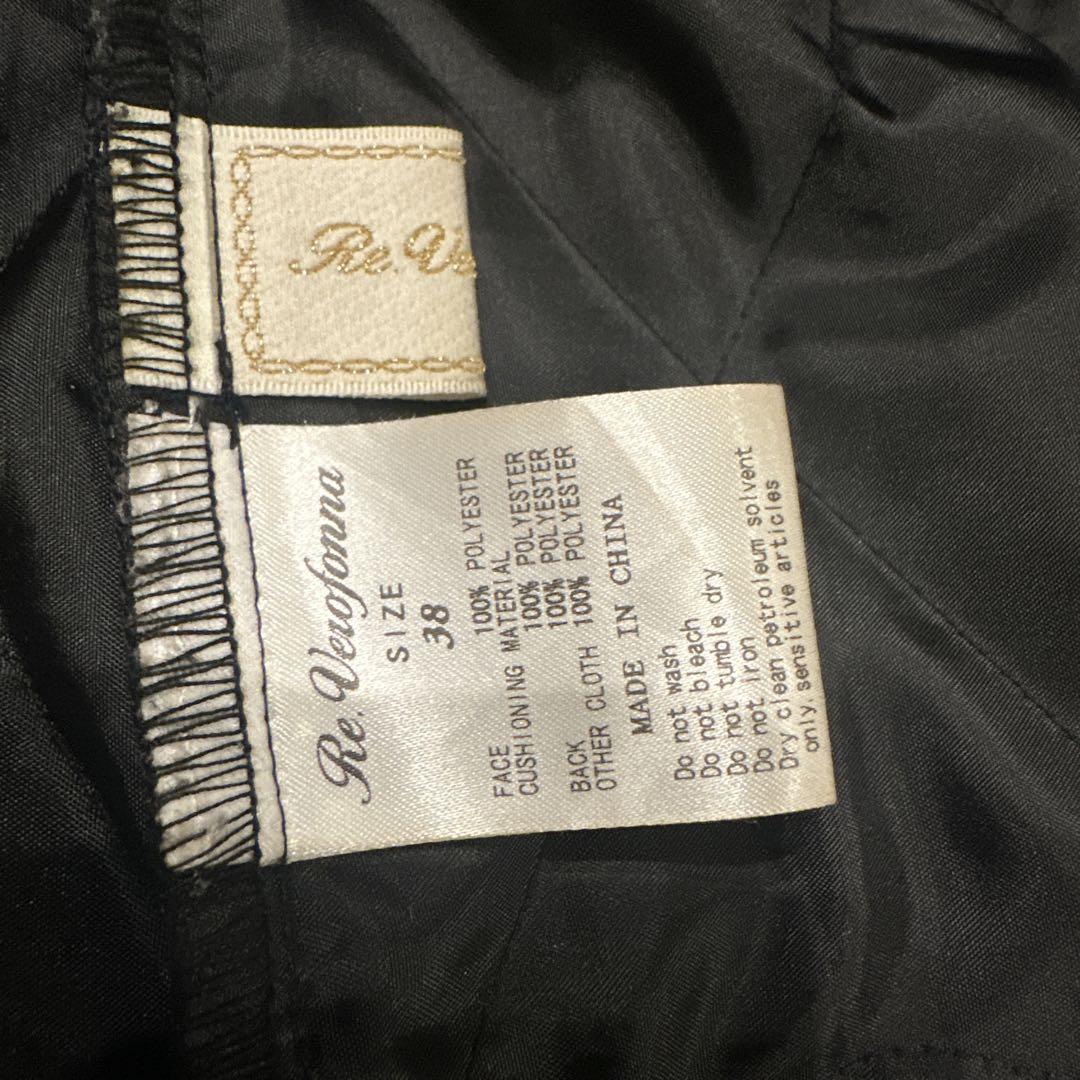 Re.Ve
Re.Verofonna
SIZE
38
100% POLYESTER
FACE
CUSHIONING MATERIAL
100% POLYESTER
100% POLYESTER
BACK
OTHER CLOTH 100% POLYESTER
MADE IN CHINA
Do not wash
Do not bleach
Do not tumble dry
Do not iron
Dry clean petroleum solvent
only,sensitive articles